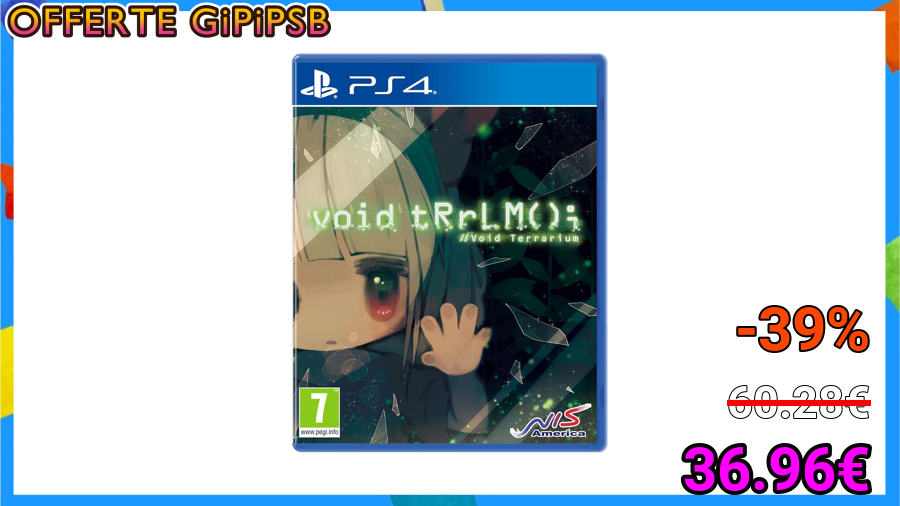 OFFERTE GiPiPSB
PS4
void tRrLM();
//Void Terrarium
7
www.pegi.info
NIS
America
-39%
60.28€
36.96€